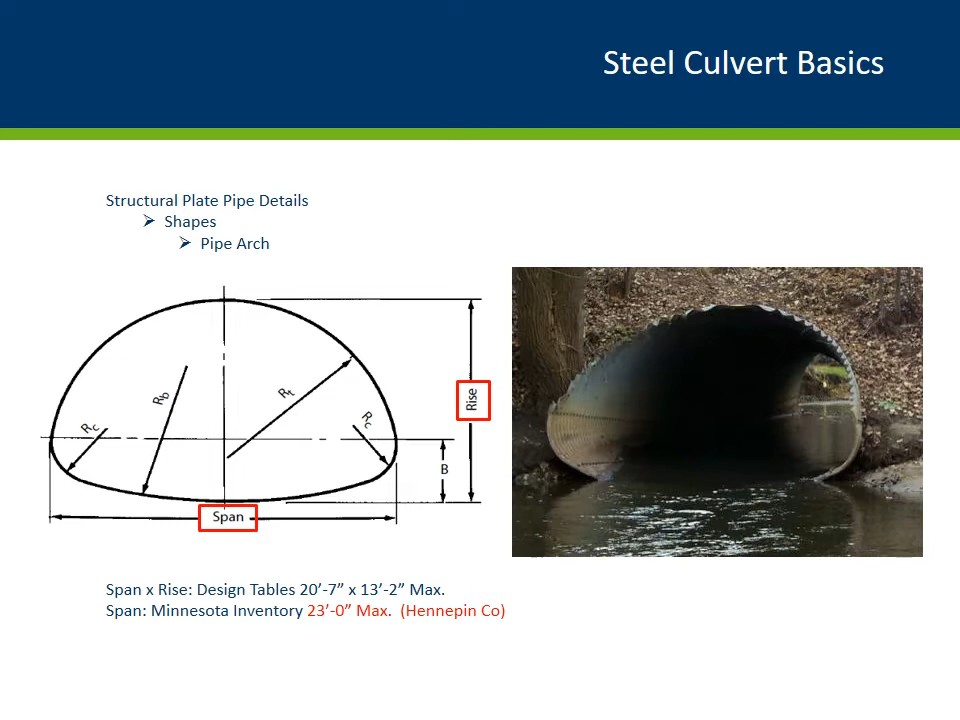 Steel Culvert Basics
Structural Plate Pipe Details
➢ Shapes
➢ Pipe Arch
Rc
Rb
Rt
Rc
Rise
B
Span
Span x Rise: Design Tables 20’-7” x 13’-2” Max.
Span: Minnesota Inventory 23’-0” Max. (Hennepin Co)